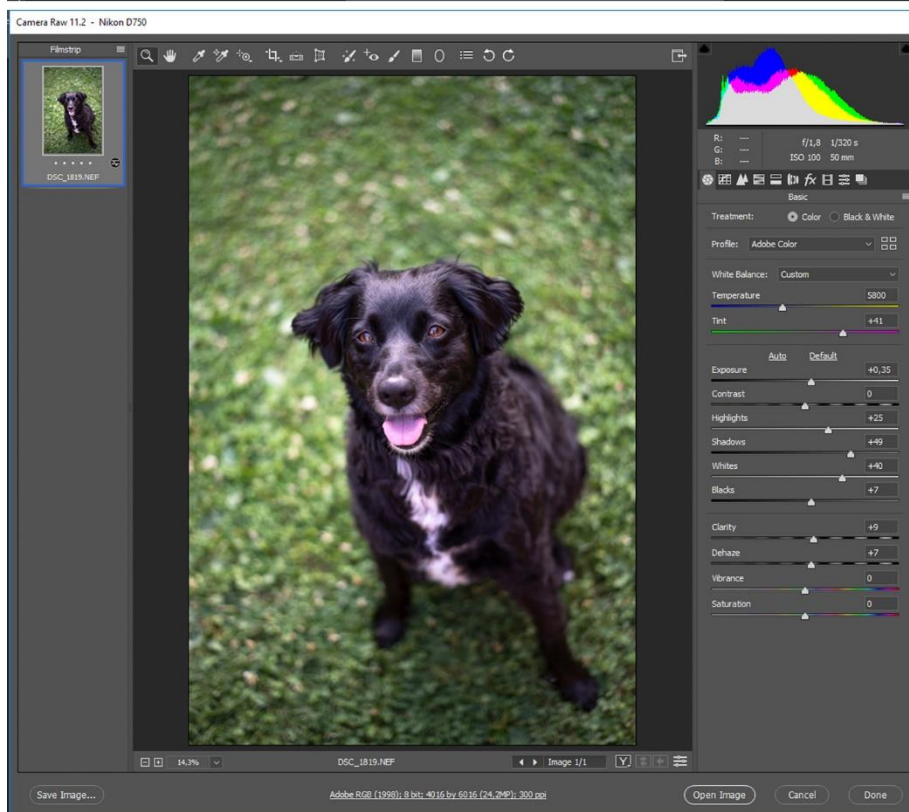 Camera Raw 11.2 - Nikon D750
Filmstrip
DSC_1819.NEF
R: ---
G: ---
B: ---
f/1,8 1/320 s
ISO 100 50 mm
fx
Basic
Treatment: Color Black & White
Profile: Adobe Color
White Balance: Custom
Temperature 5800
Tint +41
Auto Default
Exposure +0,35
Contrast 0
Highlights +25
Shadows +49
Whites +40
Blacks +7
Clarity +9
Dehaze +7
Vibrance 0
Saturation 0
14,3% DSC_1819.NEF Image 1/1 Y
Save Image... Adobe RGB (1998); 8 bit; 4016 by 6016 (24,2MP); 300 ppi Open Image Cancel Done